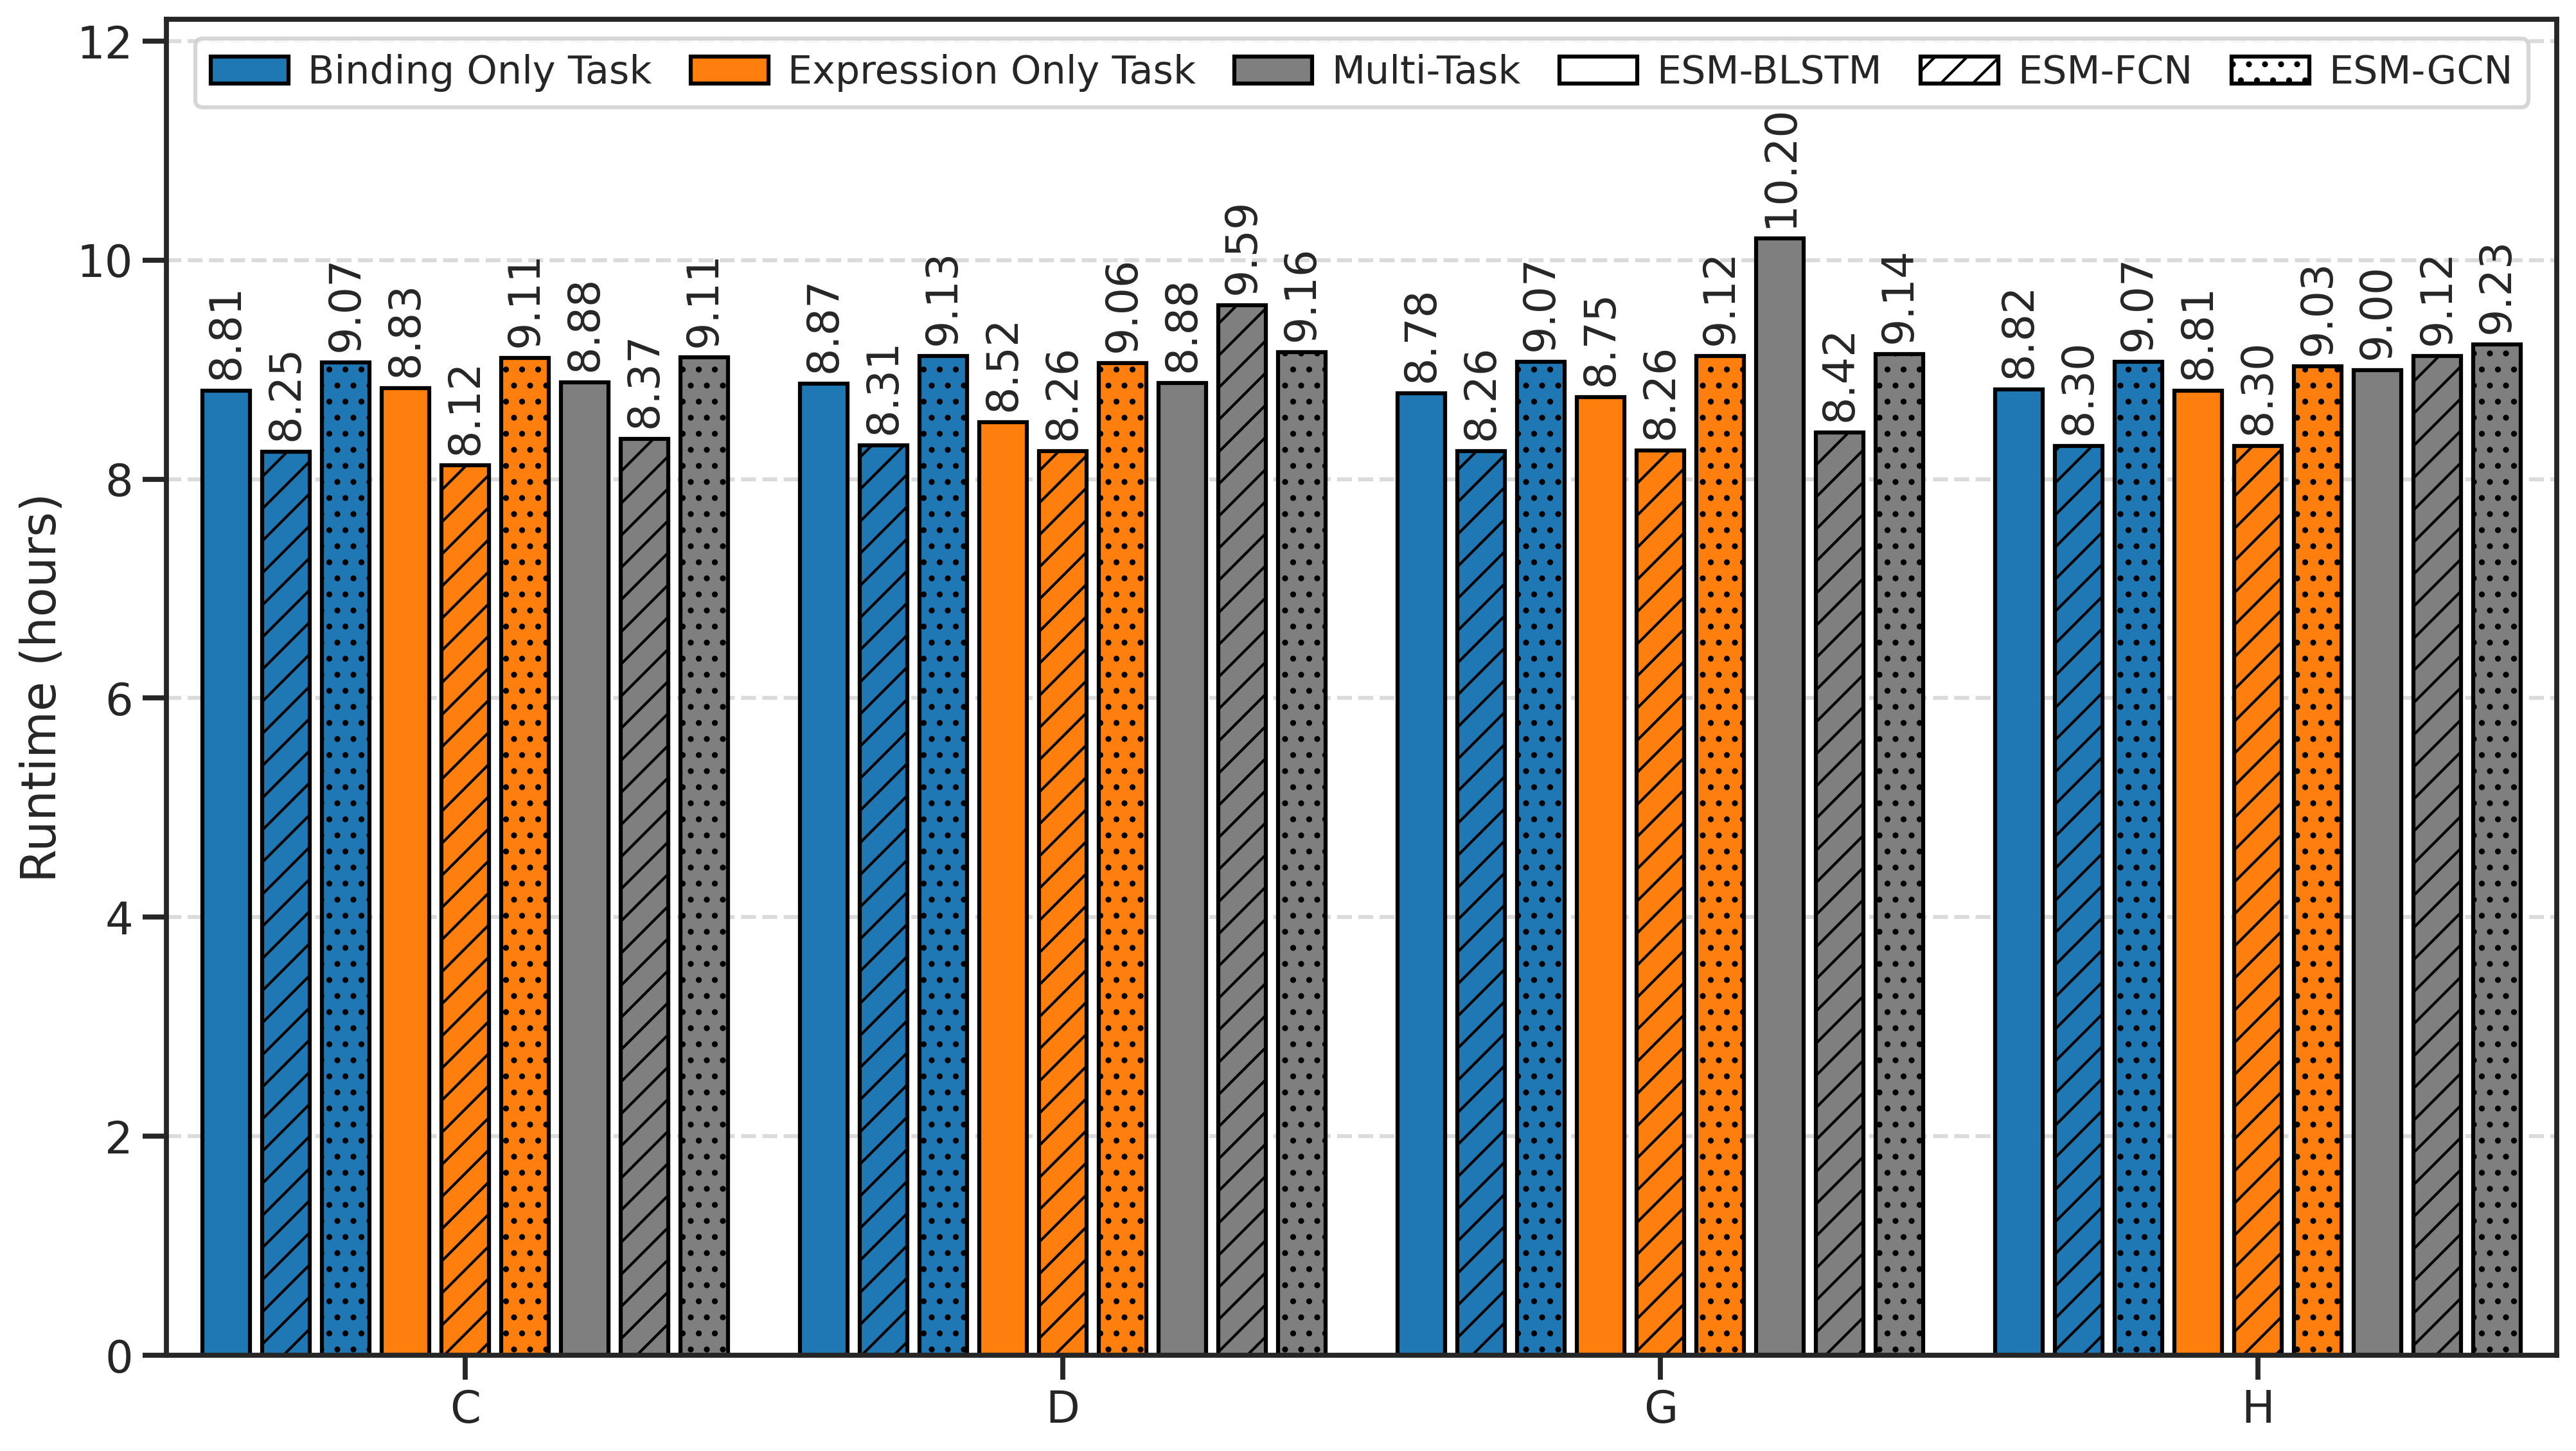 12
10
8
6
4
2
0
Runtime (hours)
Binding Only Task Expression Only Task Multi-Task ESM-BLSTM ESM-FCN ESM-GCN
8.81 8.25 9.07 8.83 8.12 9.11 8.88 8.37 9.11
8.87 8.31 9.13 8.52 8.26 9.06 8.88 9.59 9.16
8.78 8.26 9.07 8.75 8.26 9.12 10.20 8.42 9.14
8.82 8.30 9.07 8.81 8.30 9.03 9.00 9.12 9.23
C D G H